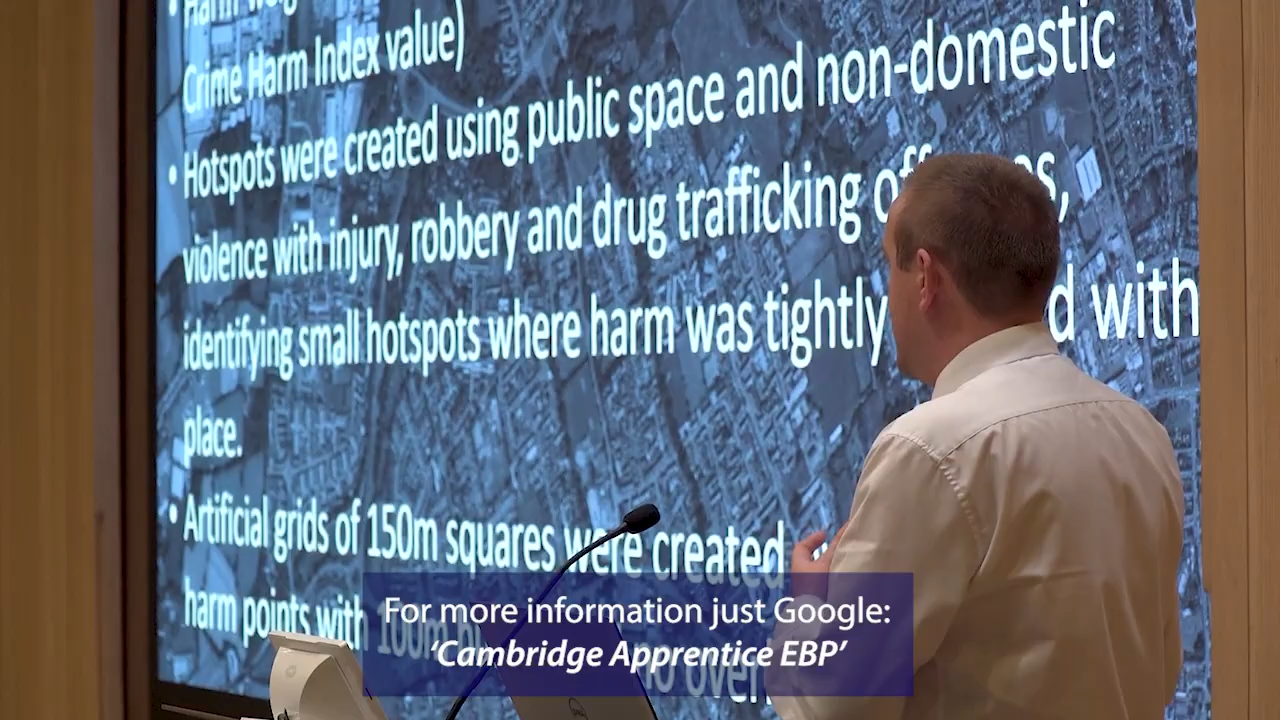 Crime Harm Index value)
• Hotspots were created using public space and non-domestic
violence with injury, robbery and drug trafficking
identifying small hotspots where harm was tightly with
place.
• Artificial grids of 150m squares were created
harm points with 100m
For more information just Google:
‘Cambridge Apprentice EBP’